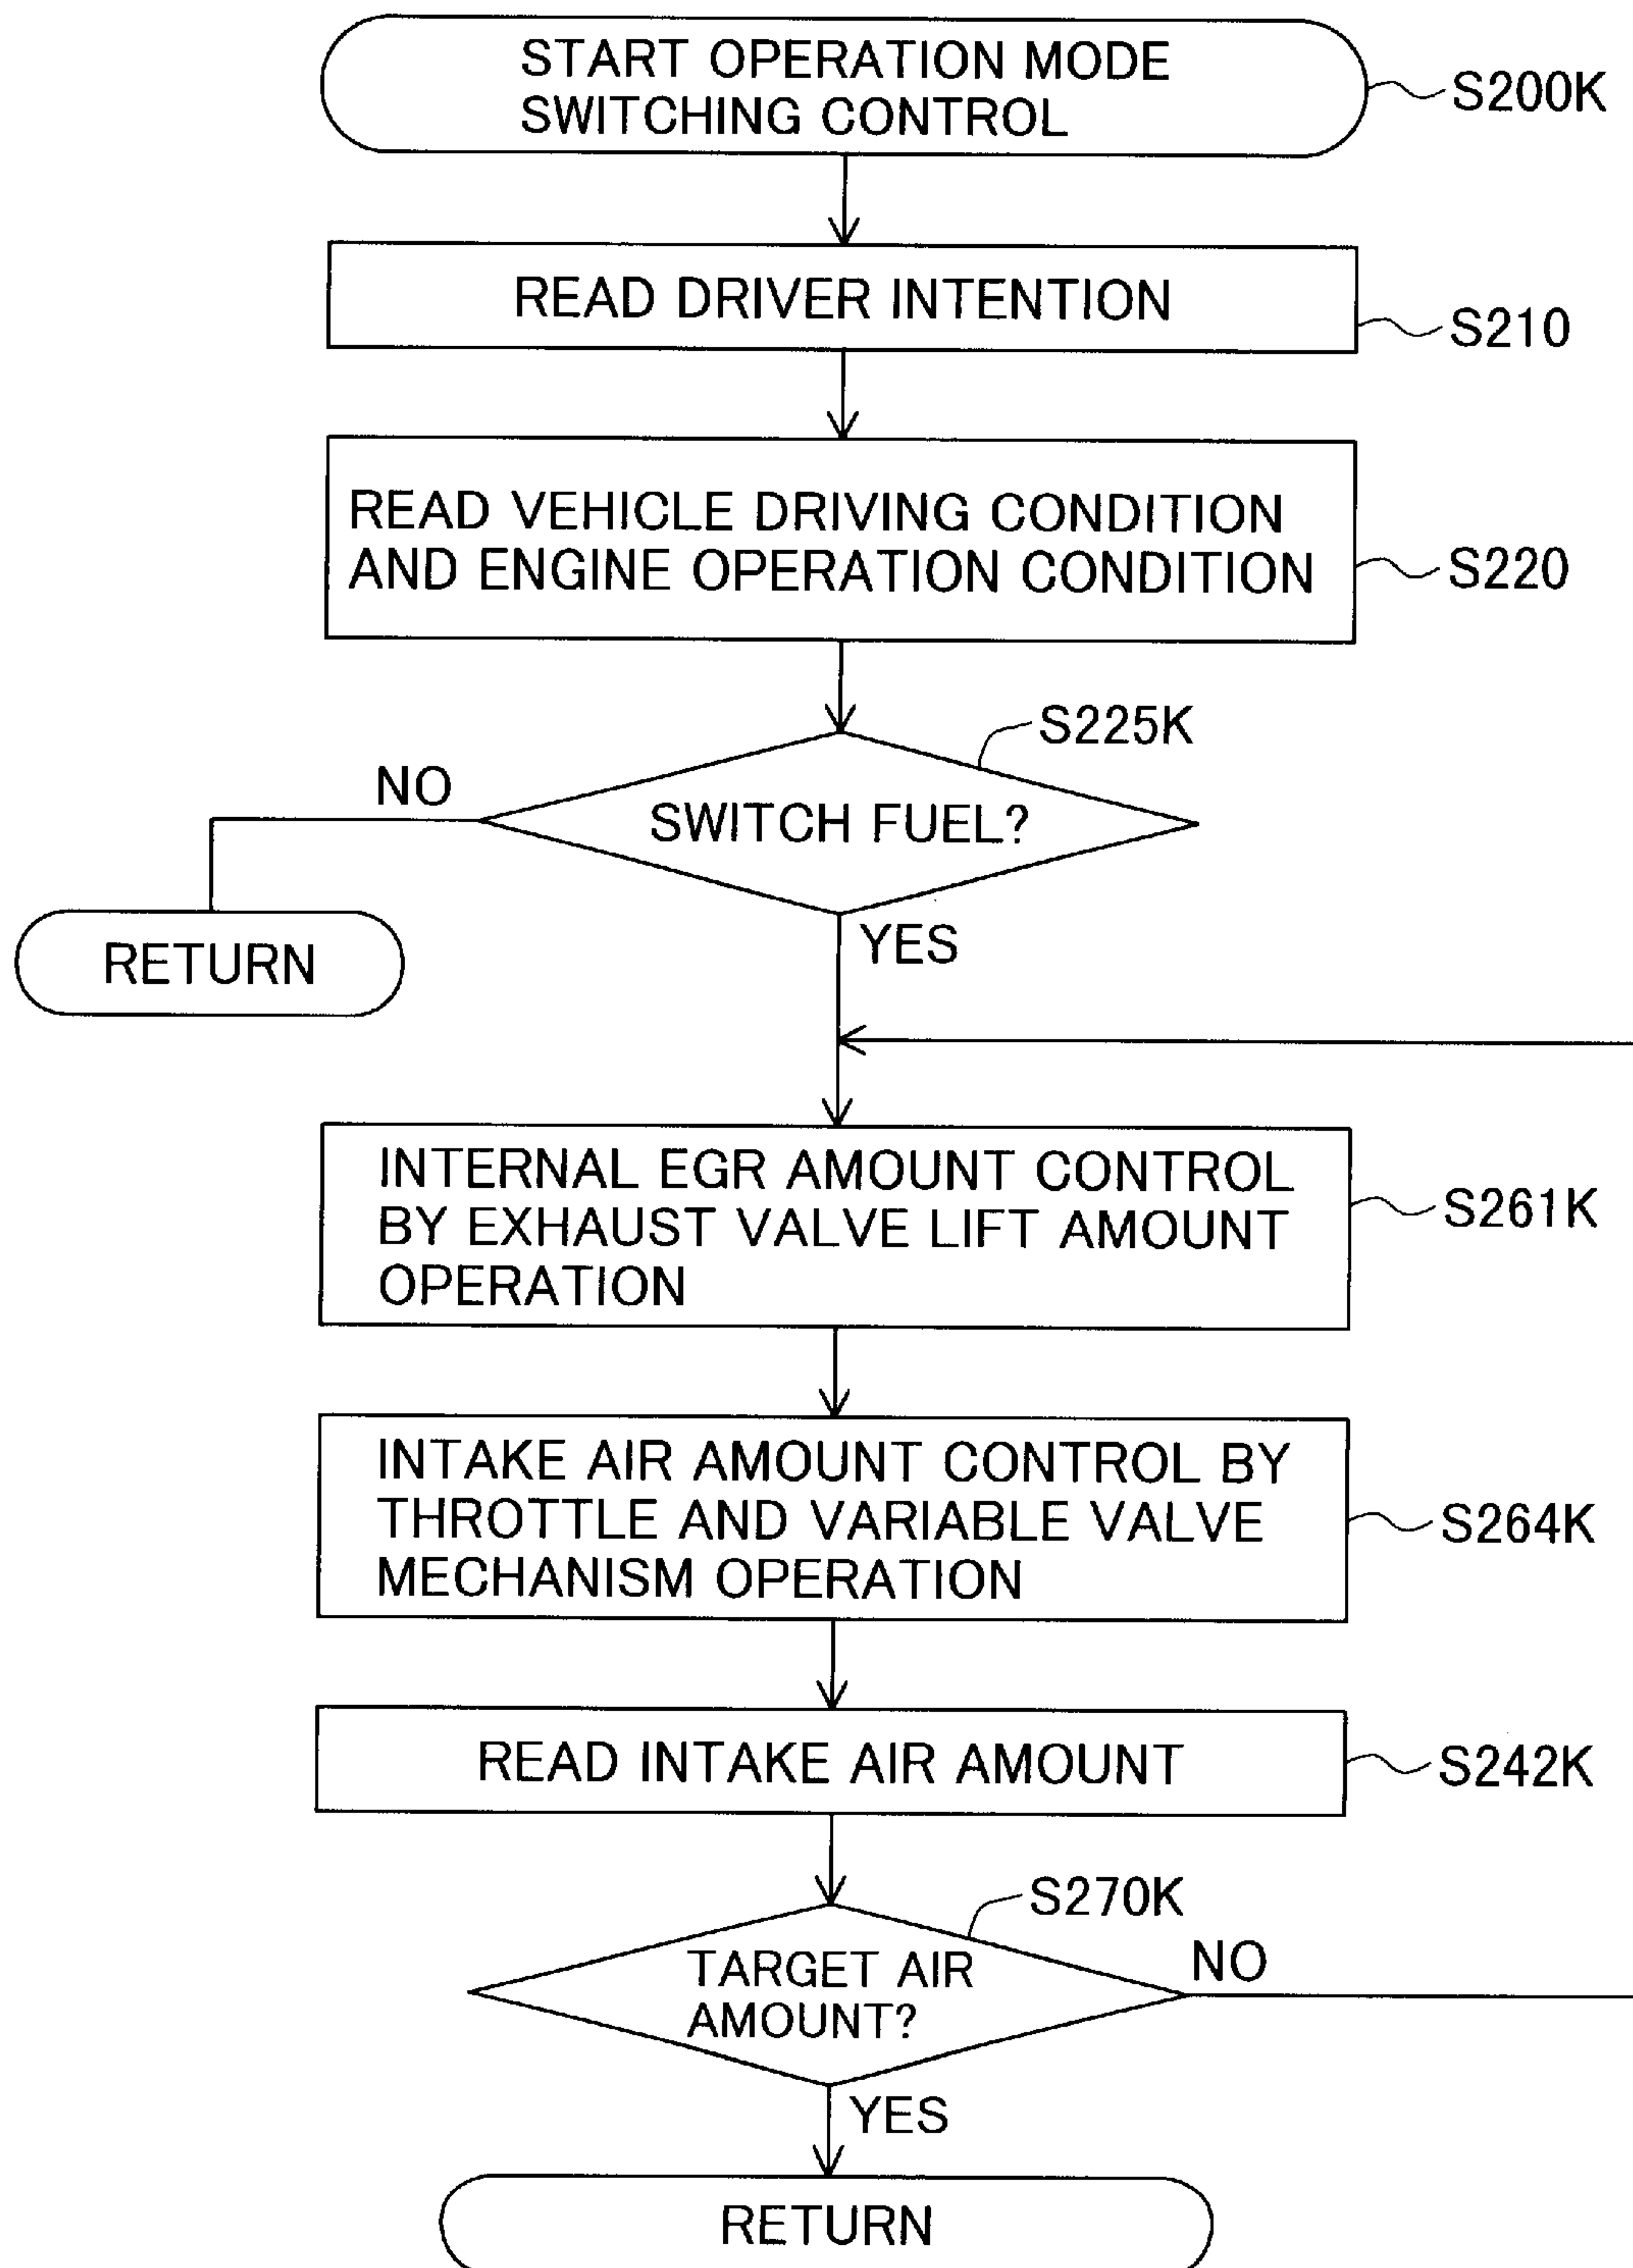 START OPERATION MODE
SWITCHING CONTROL
S200K
READ DRIVER INTENTION
S210
READ VEHICLE DRIVING CONDITION
AND ENGINE OPERATION CONDITION
S220
S225K
NO
SWITCH FUEL?
RETURN
YES
INTERNAL EGR AMOUNT CONTROL
BY EXHAUST VALVE LIFT AMOUNT
OPERATION
S261K
INTAKE AIR AMOUNT CONTROL BY
THROTTLE AND VARIABLE VALVE
MECHANISM OPERATION
S264K
READ INTAKE AIR AMOUNT
S242K
S270K
TARGET AIR
AMOUNT?
NO
YES
RETURN